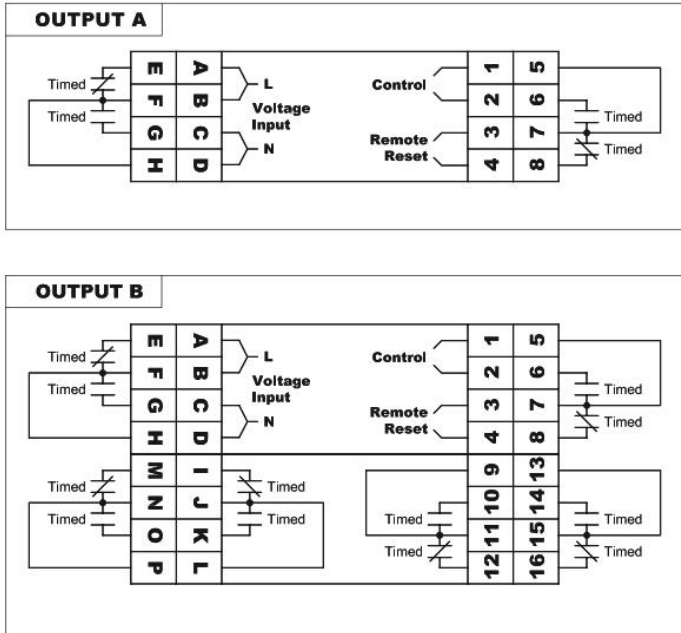 OUTPUT A
E A 1 5
Timed
L
Control
F B 2 6
Timed
Timed
Voltage
Input
G C 3 7
N
Remote
Reset
Timed
H D 4 8
OUTPUT B
E A 1 5
Timed
L
Control
F B 2 6
Timed
Timed
Voltage
Input
G C 3 7
N
Remote
Reset
Timed
H D 4 8
M I 9 13
Timed
Timed
N J 10 14
Timed
Timed
Timed
Timed
O K 11 15
Timed
Timed
P L 12 16